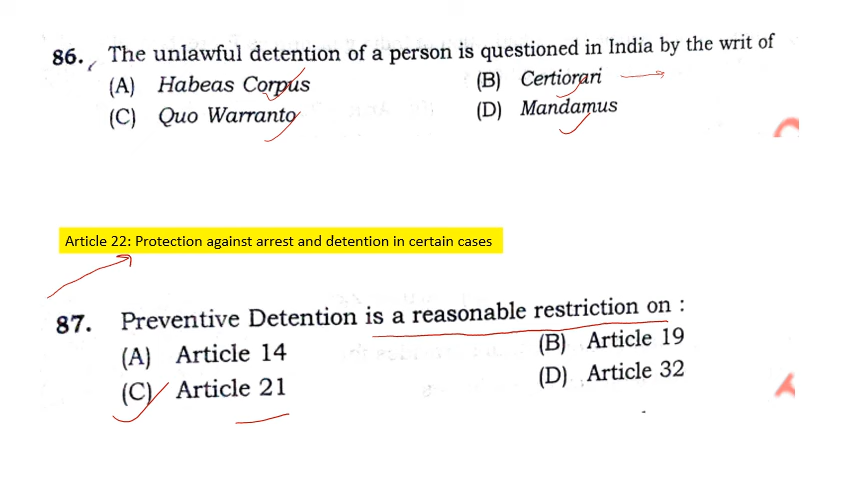 86. The unlawful detention of a person is questioned in India by the writ of
(A) Habeas Corpus (B) Certiorari
(C) Quo Warranto (D) Mandamus
Article 22: Protection against arrest and detention in certain cases
87. Preventive Detention is a reasonable restriction on :
(A) Article 14 (B) Article 19
(C) Article 21 (D) Article 32